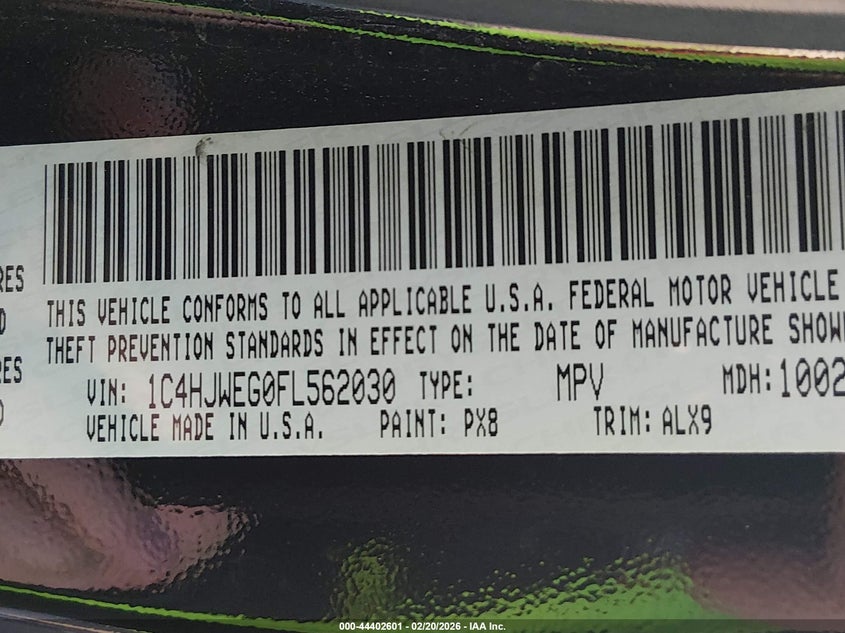 RES
THIS VEHICLE CONFORMS TO ALL APPLICABLE U.S.A. FEDERAL MOTOR VEHICLE
D
THEFT PREVENTION STANDARDS IN EFFECT ON THE DATE OF MANUFACTURE SHOW
RES
VIN: 1C4HJWEG0FL562030 TYPE: MPV MDH: 1002
D
VEHICLE MADE IN U.S.A. PAINT: PX8 TRIM: ALX9
000-44402601 - 02/20/2026 - IAA Inc.